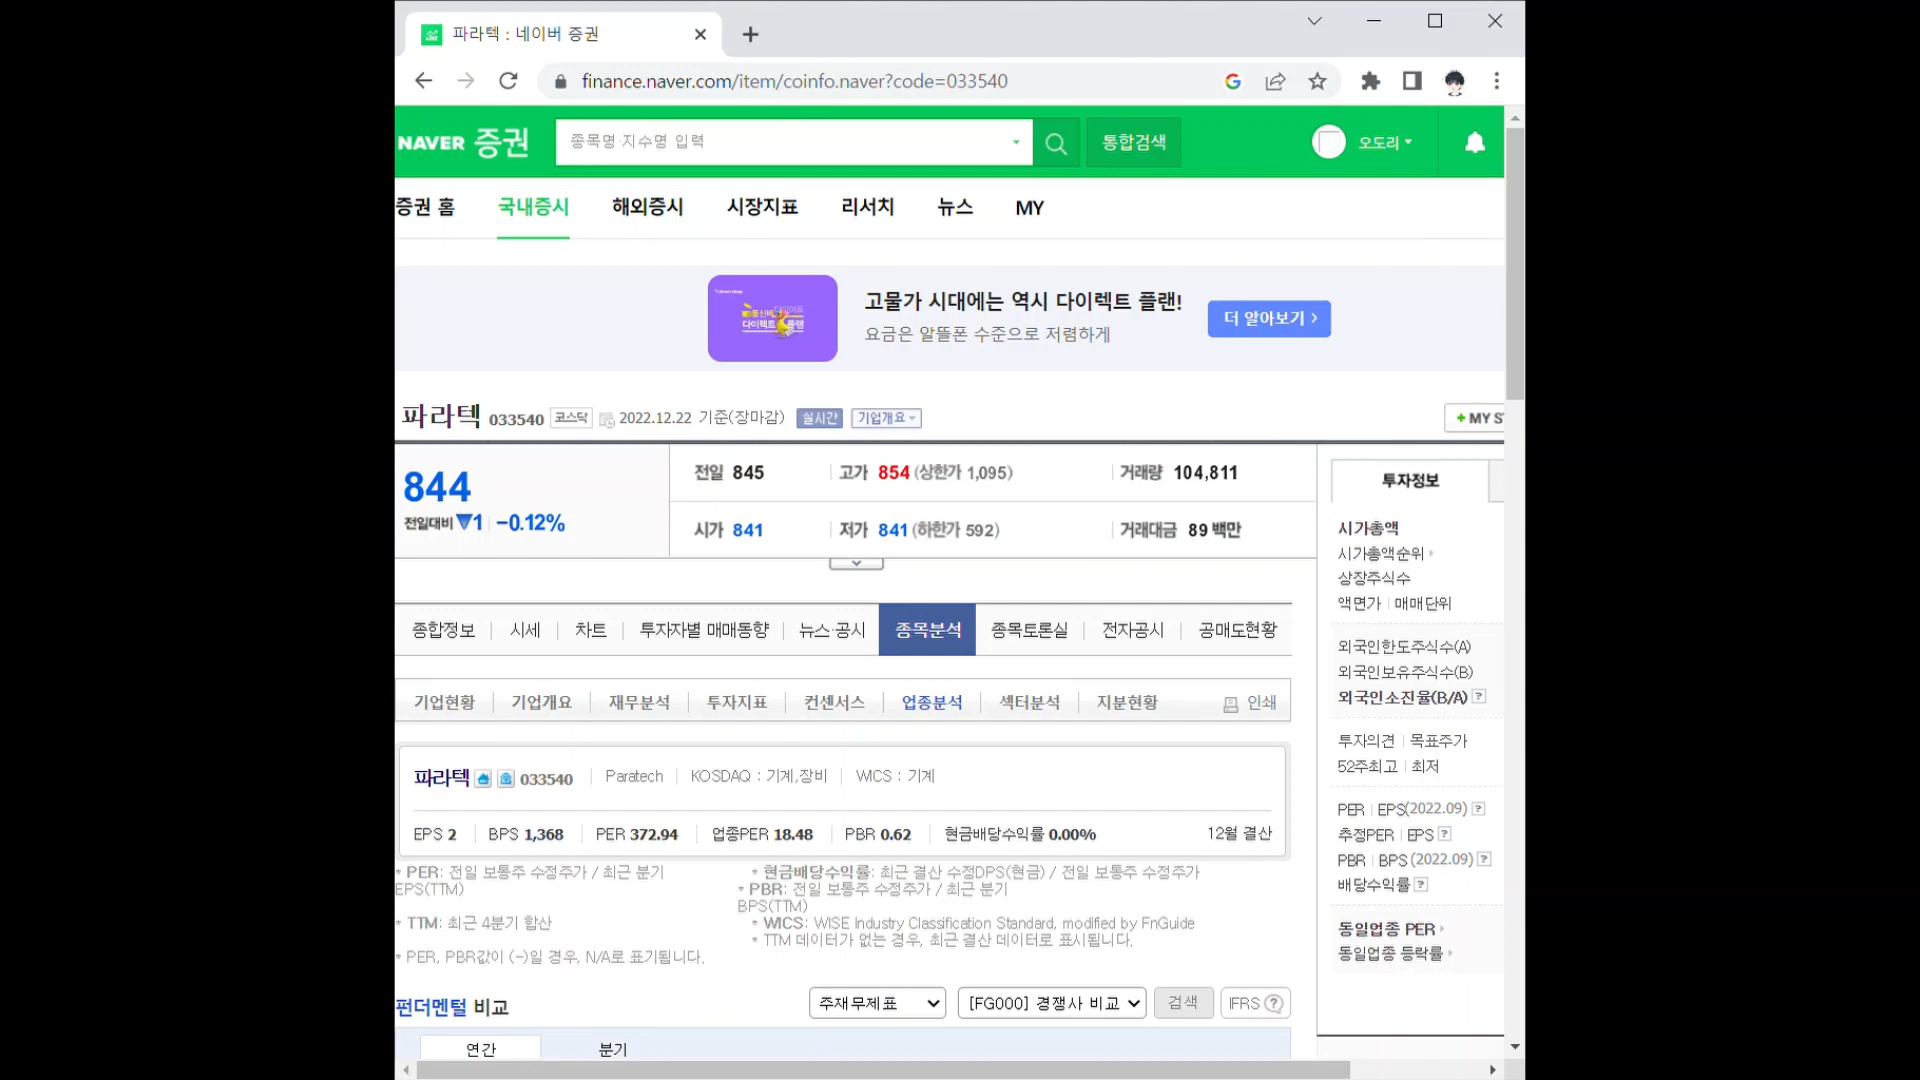 파라텍 : 네이버 증권
finance.naver.com/item/coinfo.naver?code=033540
NAVER 증권
종목명·지수명 입력
통합검색
오도리
증권 홈 국내증시 해외증시 시장지표 리서치 뉴스 MY
다이렉트 플랜
고물가 시대에는 역시 다이렉트 플랜!
요금은 알뜰폰 수준으로 저렴하게
더 알아보기 >
파라텍 033540 코스닥 2022.12.22 기준(장마감) 실시간 기업개요
+ MY S
844
전일대비 ▼1 -0.12%
전일 845 고가 854 (상한가 1,095) 거래량 104,811
시가 841 저가 841 (하한가 592) 거래대금 89 백만
투자정보
시가총액
시가총액순위
상장주식수
액면가 매매단위
외국인한도주식수(A)
외국인보유주식수(B)
외국인소진율(B/A) ?
투자의견 목표주가
52주최고 최저
PER EPS(2022.09) ?
추정PER EPS ?
PBR BPS (2022.09) ?
배당수익률 ?
동일업종 PER
동일업종 등락률
종합정보 시세 차트 투자자별 매매동향 뉴스·공시 종목분석 종목토론실 전자공시 공매도현황
기업현황 기업개요 재무분석 투자지표 컨센서스 업종분석 섹터분석 지분현황 인쇄
파라텍 033540 Paratech KOSDAQ : 기계,장비 WICS : 기계
EPS 2 BPS 1,368 PER 372.94 업종PER 18.48 PBR 0.62 현금배당수익률 0.00% 12월 결산
* PER: 전일 보통주 수정주가 / 최근 분기
EPS(TTM)
* 현금배당수익률: 최근 결산 수정DPS(현금) / 전일 보통주 수정주가
* PBR: 전일 보통주 수정주가 / 최근 분기
BPS(TTM)
* TTM: 최근 4분기 합산
* WICS: WISE Industry Classification Standard, modified by FnGuide
* TTM 데이터가 없는 경우, 최근 결산 데이터로 표시됩니다.
* PER, PBR값이 (-)일 경우, N/A로 표기됩니다.
펀더멘털 비교
주재무제표 [FG000] 경쟁사 비교 검색 IFRS ?
연간 분기